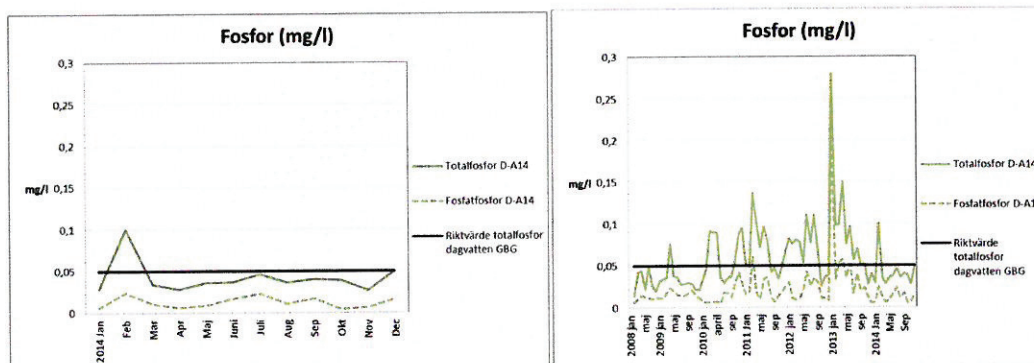 Fosfor (mg/l)
0,3
0,25
0,2
0,15
0,1
0,05
0
mg/l
2014 Jan
Feb
Mar
Apr
Maj
Juni
Juli
Aug
Sep
Okt
Nov
Dec
Totalfosfor D-A14
Fosfatfosfor D-A14
Riktvärde totalfosfor
dagvatten GBG
Fosfor (mg/l)
0,3
0,25
0,2
0,15
0,1
0,05
0
mg/l
2008 jan
maj
sep
2009 jan
maj
sep
2010 jan
april
sep
2011 Jan
maj
sep
2012 jan
maj
sep
2013 jan
maj
sep
2014 Jan
Maj
Sep
Totalfosfor D-A14
Fosfatfosfor D-A1
Riktvärde
totalfosfor
dagvatten GBG